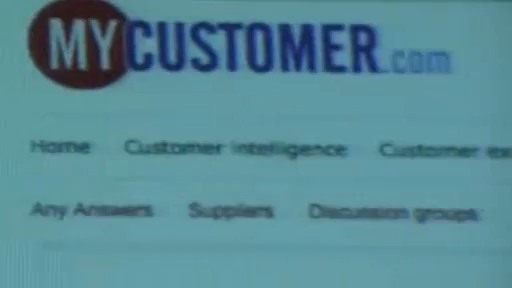 MYCUSTOMER.com
Home Customer Intelligence Customer ex
Any Answers Suppliers Discussion groups